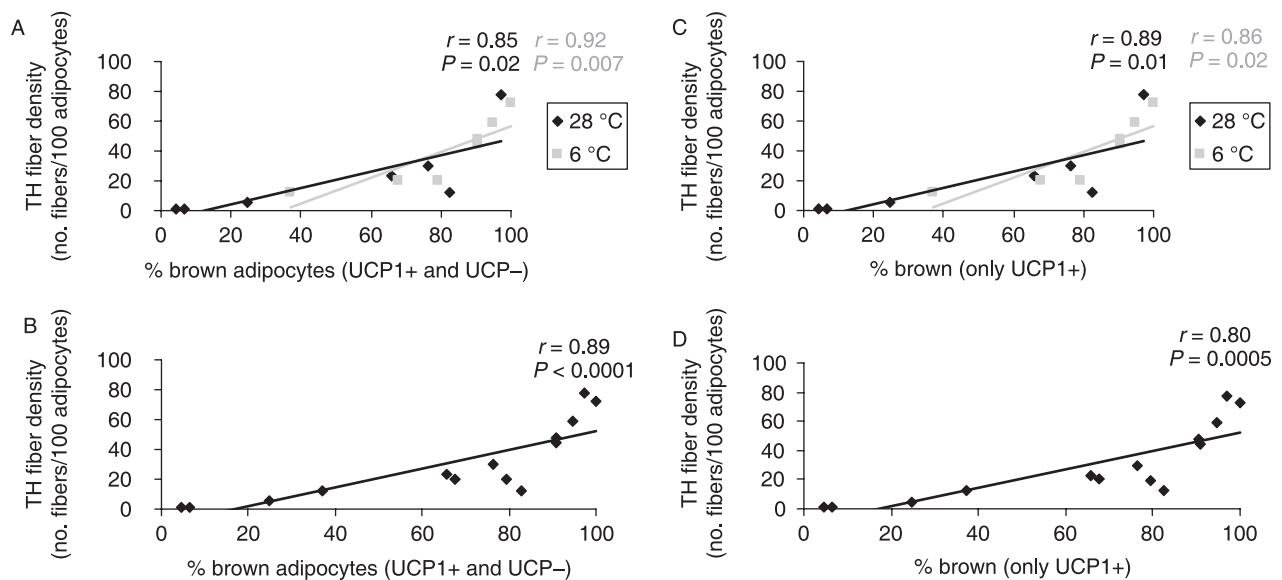 A
r = 0.85 r = 0.92
P = 0.02 P = 0.007
TH fiber density
(no. fibers/100 adipocytes)
100
80
60
40
20
0
28 °C
6 °C
0 20 40 60 80 100
% brown adipocytes (UCP1+ and UCP–)
C
r = 0.89 r = 0.86
P = 0.01 P = 0.02
TH fiber density
(no. fibers/100 adipocytes)
100
80
60
40
20
0
28 °C
6 °C
0 20 40 60 80 100
% brown (only UCP1+)
B
r = 0.89
P < 0.0001
TH fiber density
(no. fibers/100 adipocytes)
100
80
60
40
20
0
0 20 40 60 80 100
% brown adipocytes (UCP1+ and UCP–)
D
r = 0.80
P = 0.0005
TH fiber density
(no. fibers/100 adipocytes)
100
80
60
40
20
0
0 20 40 60 80 100
% brown (only UCP1+)